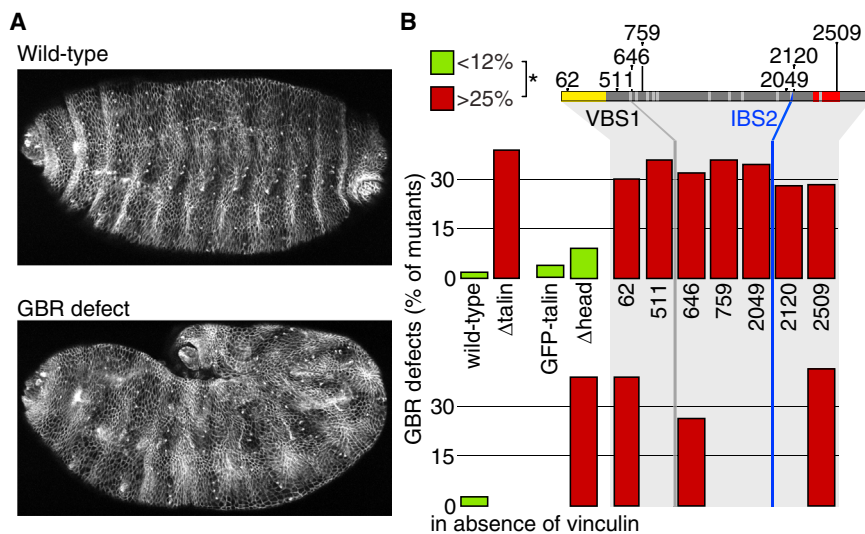 A
Wild-type
GBR defect
B
<12%
>25%
*
759
646
62
511
2509
2120
2049
VBS1
IBS2
GBR defects (% of mutants)
30
15
0
wild-type
Δtalin
GFP-talin
Δhead
62
511
646
759
2049
2120
2509
30
15
0
in absence of vinculin